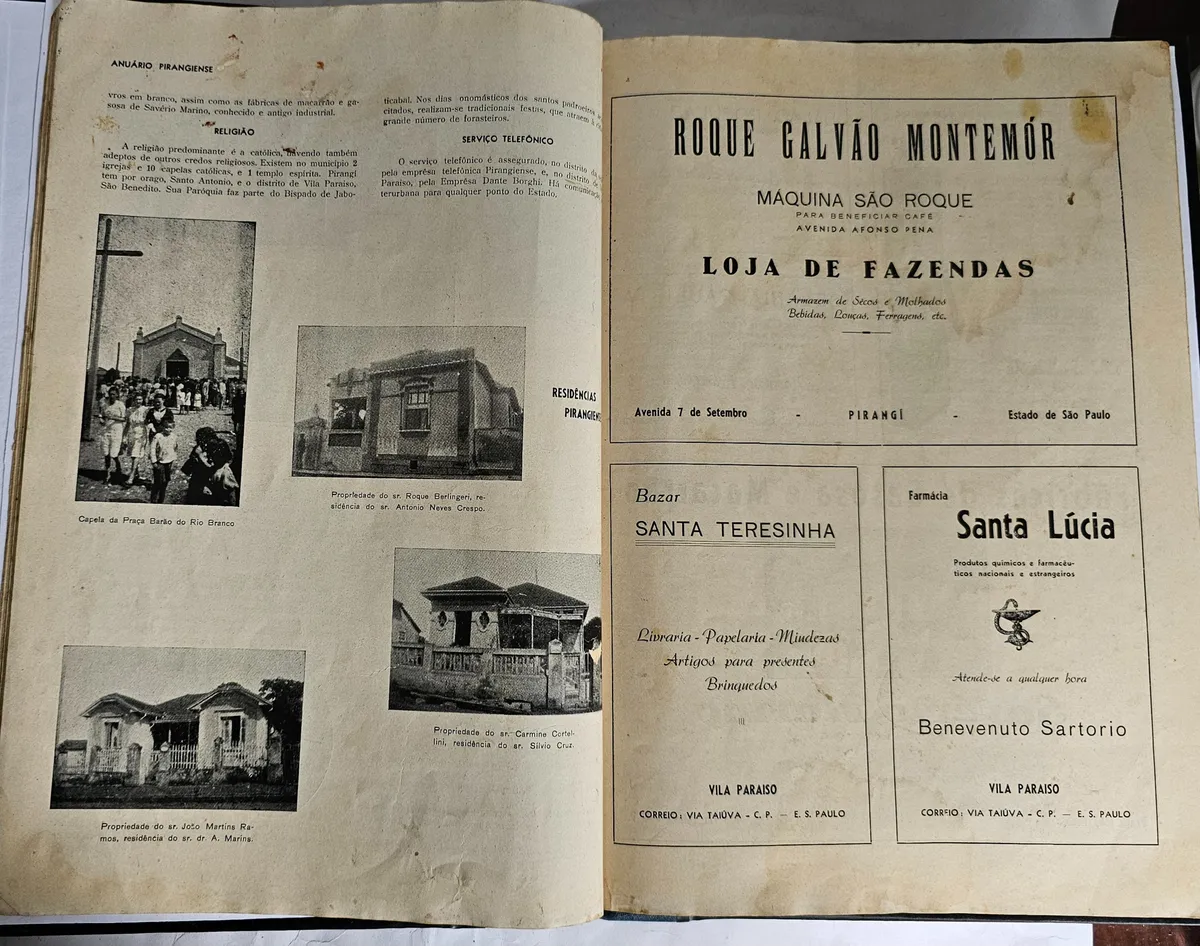 ANUÁRIO PIRANGIENSE
vros em branco, assim como as fábricas de macarrão e ga-
sosa de Savério Marino, conhecido e antigo industrial.
RELIGIÃO
A religião predominante é a católica, havendo também
adeptos de outros credos religiosos. Existem no município 2
igrejas e 10 capelas católicas, e 1 templo espírita. Pirangí
tem por orago, Santo Antonio, e o distrito de Vila Paraiso,
São Benedito. Sua Paróquia faz parte do Bispado de Jabo-
ticabal. Nos dias onomásticos dos santos padroeiros
citados, realizam-se tradicionais festas, que atraem à
grande número de forasteiros.
SERVIÇO TELEFÔNICO
O serviço telefônico é assegurado, no distrito da
pela emprêsa telefônica Pirangiense, e, no distrito de
Paraiso, pela Emprêsa Dante Borghi. Há comunicação
terurbana para qualquer ponto do Estado.
Capela da Praça Barão do Rio Branco
Propriedade do sr. Roque Berlingeri, re-
sidência do sr. Antonio Neves Crespo.
RESIDÊNCIAS
Propriedade do sr. Carmine Cortel-
lini, residência do sr. Silvio Cruz.
Propriedade do sr. João Martins Ra-
mos, residência do sr. dr. A. Marins.
ROQUE GALVÃO MONTEMÓR
MÁQUINA SÃO ROQUE
PARA BENEFICIAR CAFÉ
AVENIDA AFONSO PENA
LOJA DE FAZENDAS
Armazem de Sêcos e Molhados
Bebidas, Louças, Ferragens, etc.
Avenida 7 de Setembro - PIRANGÍ - Estado de São Paulo
Bazar
SANTA TERESINHA
Livraria - Papelaria - Miudezas
Artigos para presentes
Brinquedos
VILA PARAISO
CORREIO: VIA TAIÚVA - C. P. — E. S. PAULO
Farmácia
Santa Lúcia
Produtos químicos e farmacêu-
ticos nacionais e estrangeiros
Atende-se a qualquer hora
Benevenuto Sartorio
VILA PARAISO
CORREIO: VIA TAIÚVA - C. P. — E. S. PAULO